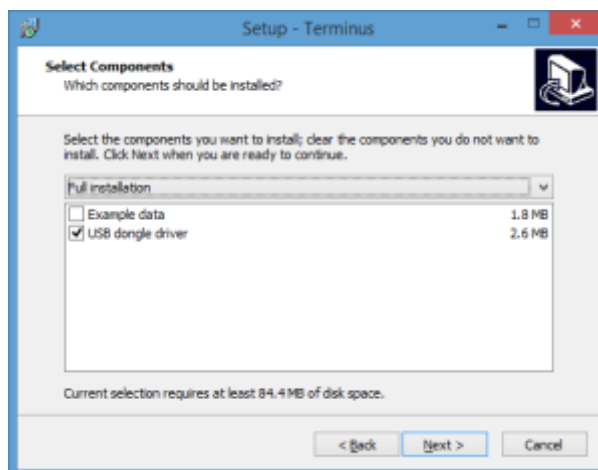 Setup - Terminus
Select Components
Which components should be installed?
Select the components you want to install; clear the components you do not want to
install. Click Next when you are ready to continue.
Full installation
Example data 1.8 MB
USB dongle driver 2.6 MB
Current selection requires at least 84.4 MB of disk space.
< Back Next > Cancel